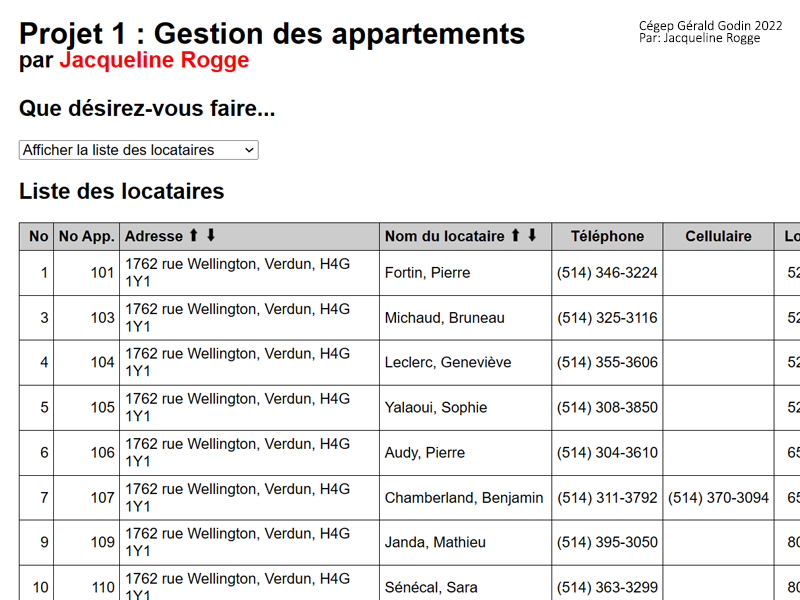 Projet 1 : Gestion des appartements
par Jacqueline Rogge
Cégep Gérald Godin 2022
Par: Jacqueline Rogge
Que désirez-vous faire...
Afficher la liste des locataires
Liste des locataires
No No App. Adresse ⬆ ⬇ Nom du locataire ⬆ ⬇ Téléphone Cellulaire Lo
1 101 1762 rue Wellington, Verdun, H4G 1Y1 Fortin, Pierre (514) 346-3224 52
3 103 1762 rue Wellington, Verdun, H4G 1Y1 Michaud, Bruneau (514) 325-3116 52
4 104 1762 rue Wellington, Verdun, H4G 1Y1 Leclerc, Geneviève (514) 355-3606 52
5 105 1762 rue Wellington, Verdun, H4G 1Y1 Yalaoui, Sophie (514) 308-3850 52
6 106 1762 rue Wellington, Verdun, H4G 1Y1 Audy, Pierre (514) 304-3610 65
7 107 1762 rue Wellington, Verdun, H4G 1Y1 Chamberland, Benjamin (514) 311-3792 (514) 370-3094 65
9 109 1762 rue Wellington, Verdun, H4G 1Y1 Janda, Mathieu (514) 395-3050 80
10 110 1762 rue Wellington, Verdun, H4G 1Y1 Sénécal, Sara (514) 363-3299 80